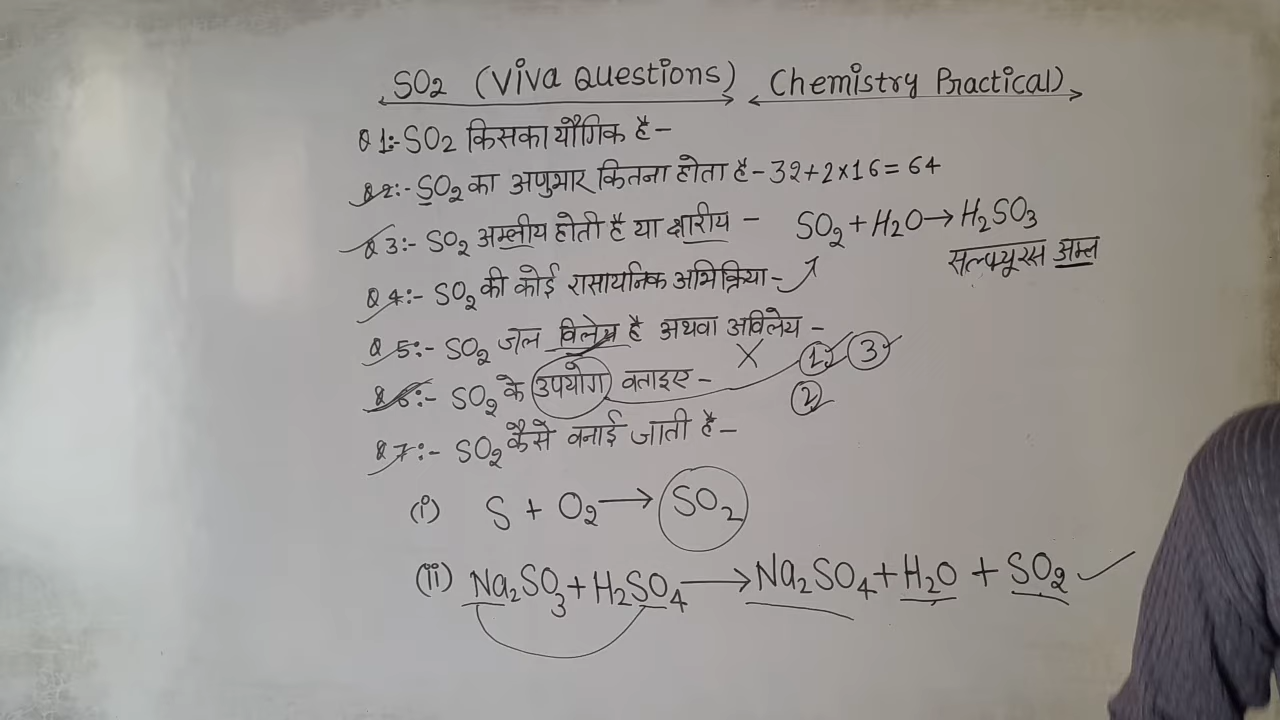 SO2 (Viva Questions) Chemistry Practical)
Q 1:- SO2 किसका यौगिक है -
Q 2:- SO2 का अणुभार कितना होता है - 32+2×16=64
Q 3:- SO2 अम्लीय होती है या क्षारीय - SO2 + H2O → H2SO3
सल्फ्यूरस अम्ल
Q 4:- SO2 की कोई रासायनिक अभिक्रिया -
Q 5:- SO2 जल विलेय है अथवा अविलेय -
Q 6:- SO2 के उपयोग बताइए - 1 3
2
Q 7:- SO2 कैसे बनाई जाती है -
(i) S + O2 → SO2
(ii) Na2SO3 + H2SO4 → Na2SO4 + H2O + SO2